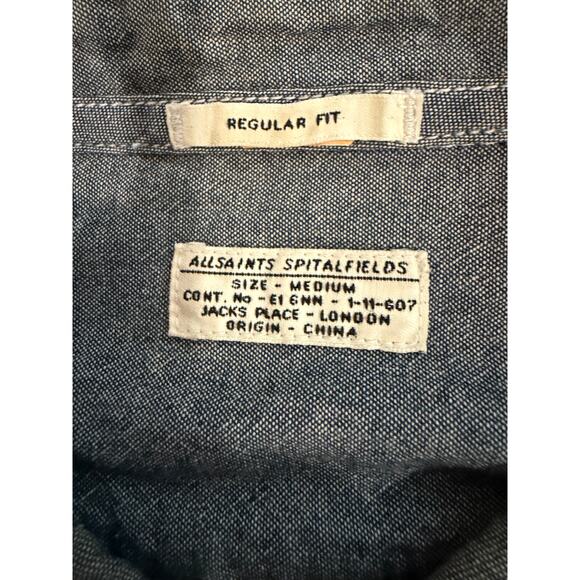 REGULAR FIT
ALLSAINTS SPITALFIELDS
SIZE - MEDIUM
CONT. No - E1 6NN - 1-11-607
JACKS PLACE - LONDON
ORIGIN - CHINA